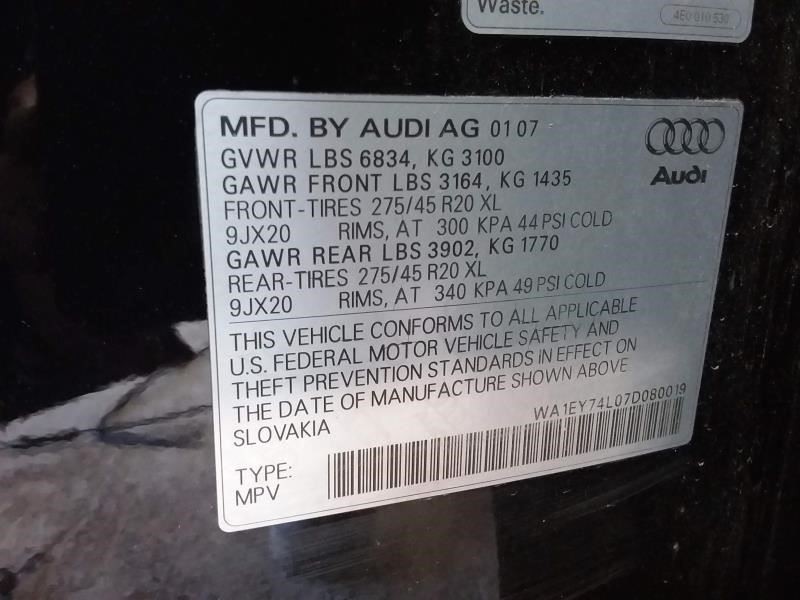 Waste.
4E0 010 530
MFD. BY AUDI AG 01 07
GVWR LBS 6834, KG 3100
GAWR FRONT LBS 3164, KG 1435
FRONT-TIRES 275/45 R20 XL
9JX20 RIMS, AT 300 KPA 44 PSI COLD
GAWR REAR LBS 3902, KG 1770
REAR-TIRES 275/45 R20 XL
9JX20 RIMS, AT 340 KPA 49 PSI COLD
Audi
THIS VEHICLE CONFORMS TO ALL APPLICABLE
U.S. FEDERAL MOTOR VEHICLE SAFETY AND
THEFT PREVENTION STANDARDS IN EFFECT ON
THE DATE OF MANUFACTURE SHOWN ABOVE
SLOVAKIA
WA1EY74L07D080019
TYPE:
MPV